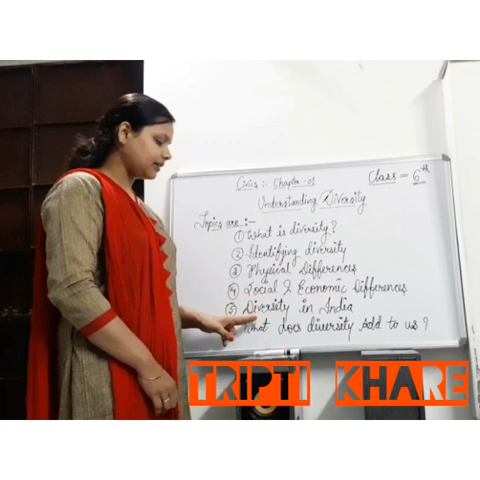 Civics :- Chapter - 01
Class - 6th
Understanding Diversity
Topics are :-
① What is diversity?
② Identifying diversity
③ Physical Differences
④ Social & Economic Differences
⑤ Diversity in India
What does diversity Add to us?
TRIPTI KHARE